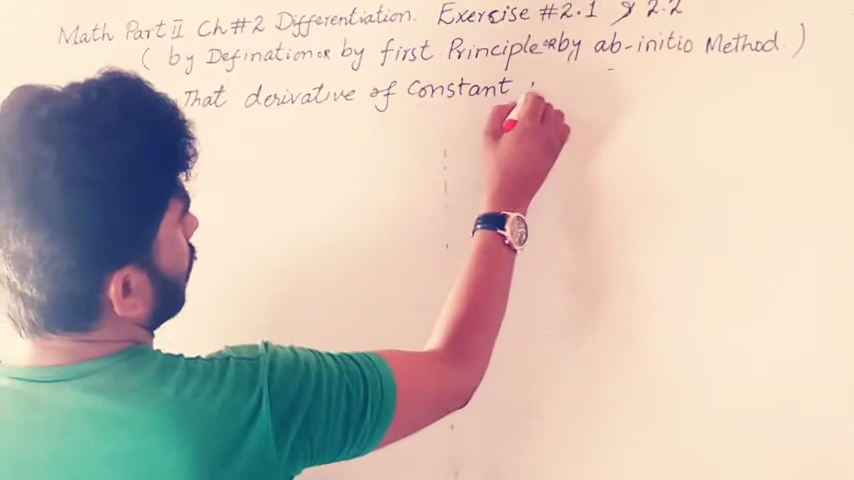 Math Part II Ch #2 Differentiation. Exercise #2.1 & 2.2
( by Defination or by first Principle or by ab-initio Method. )
That derivative of Constant